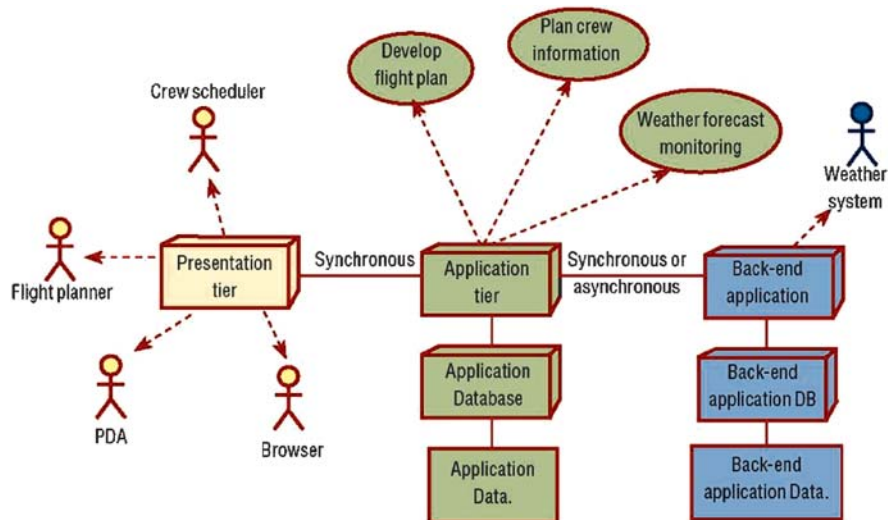 Plan crew
information
Develop
flight plan
Crew scheduler
Weather forecast
monitoring
Weather
system
Flight planner
Presentation
tier
Synchronous
Application
tier
Synchronous or
asynchronous
Back-end
application
PDA
Browser
Application
Database
Back-end
application DB
Application
Data.
Back-end
application Data.